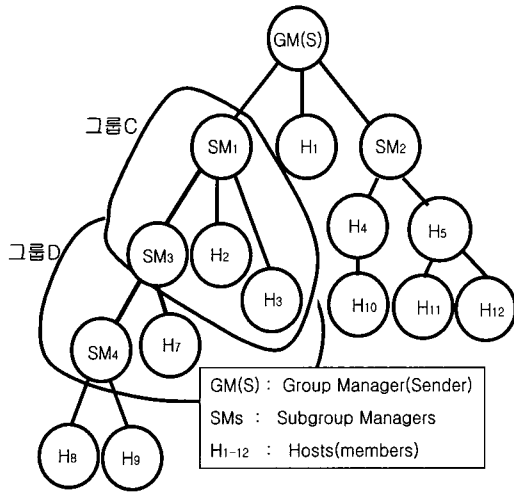 GM(S)
그룹C
SM1
H1
SM2
그룹D
SM3
H2
H3
H4
H5
SM4
H7
H10
H11
H12
H8
H9
GM(S) : Group Manager(Sender)
SMs : Subgroup Managers
H1-12 : Hosts(members)